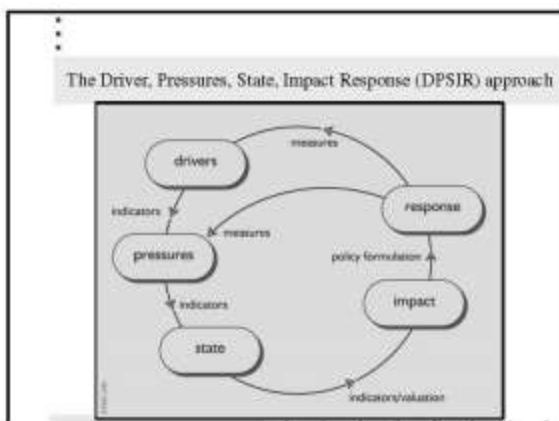 The Driver, Pressures, State, Impact Response (DPSIR) approach
measures
drivers
indicators
response
measures
pressures
policy formulation
indicators
impact
state
indicators/valuation